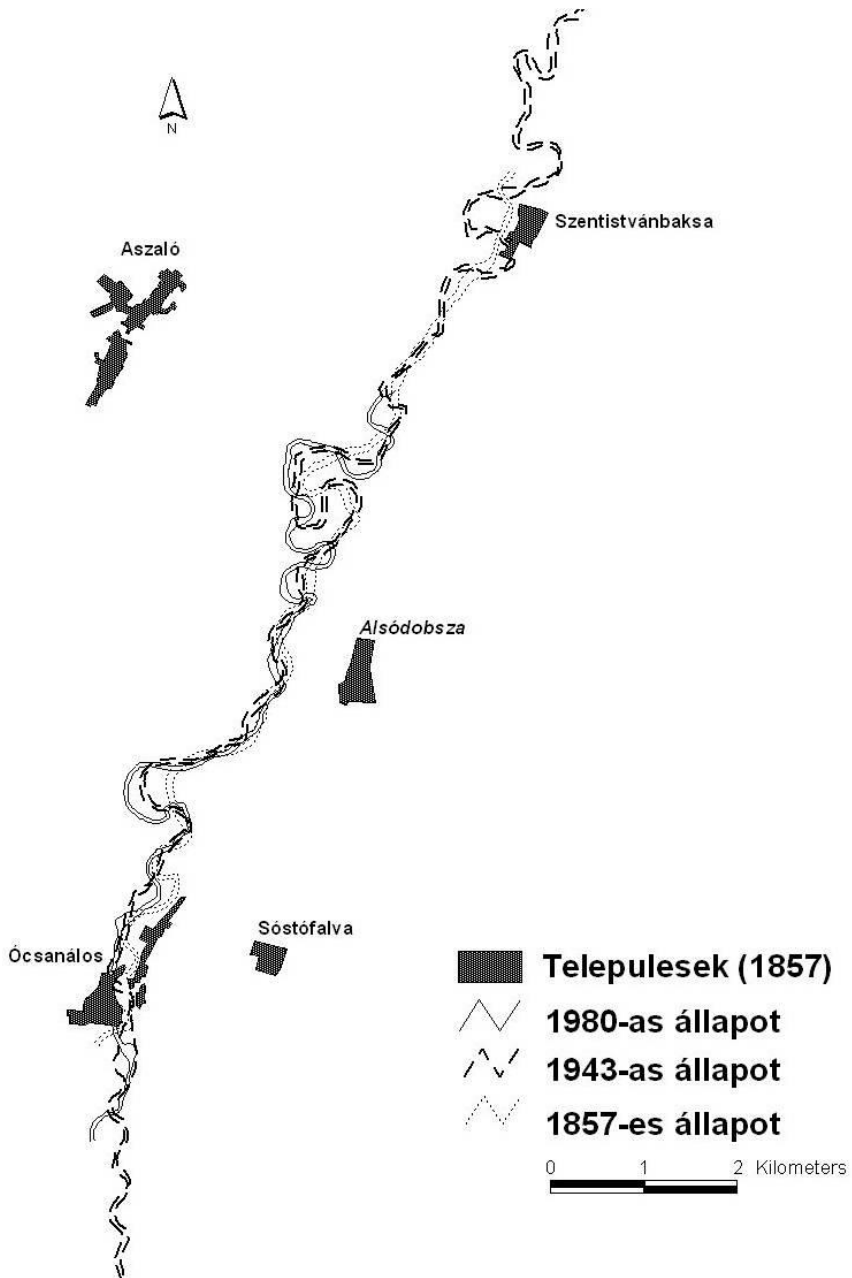 N
Szentistvánbaksa
Aszaló
Alsódobsza
Sóstófalva
Ócsanálos
Telepulesek (1857)
1980-as állapot
1943-as állapot
1857-es állapot
0 1 2 Kilometers